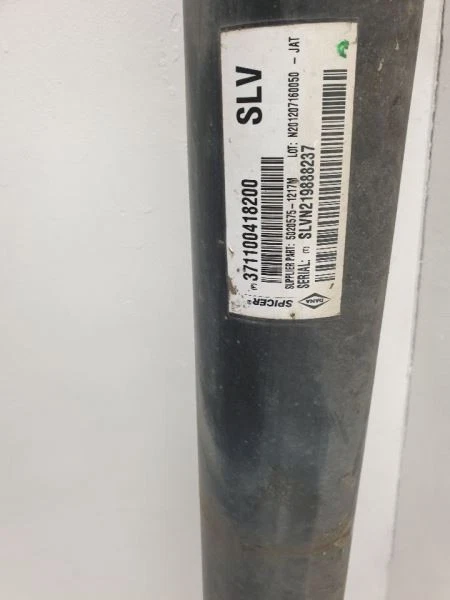 SLV
371100418200
SUPPLIER PART: 5020575-1217M LOT: N201207160050 - JAT
SERIAL: SLVN219888237
DANA
SPICER®